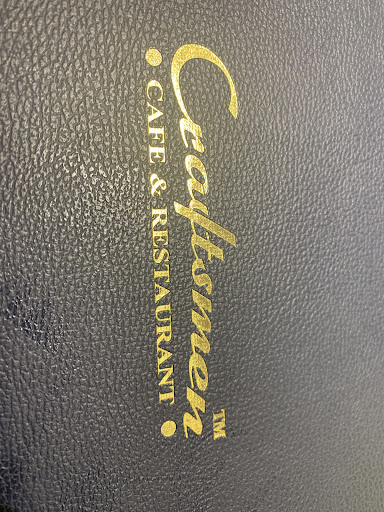 Craftsmen™
• CAFE & RESTAURANT •